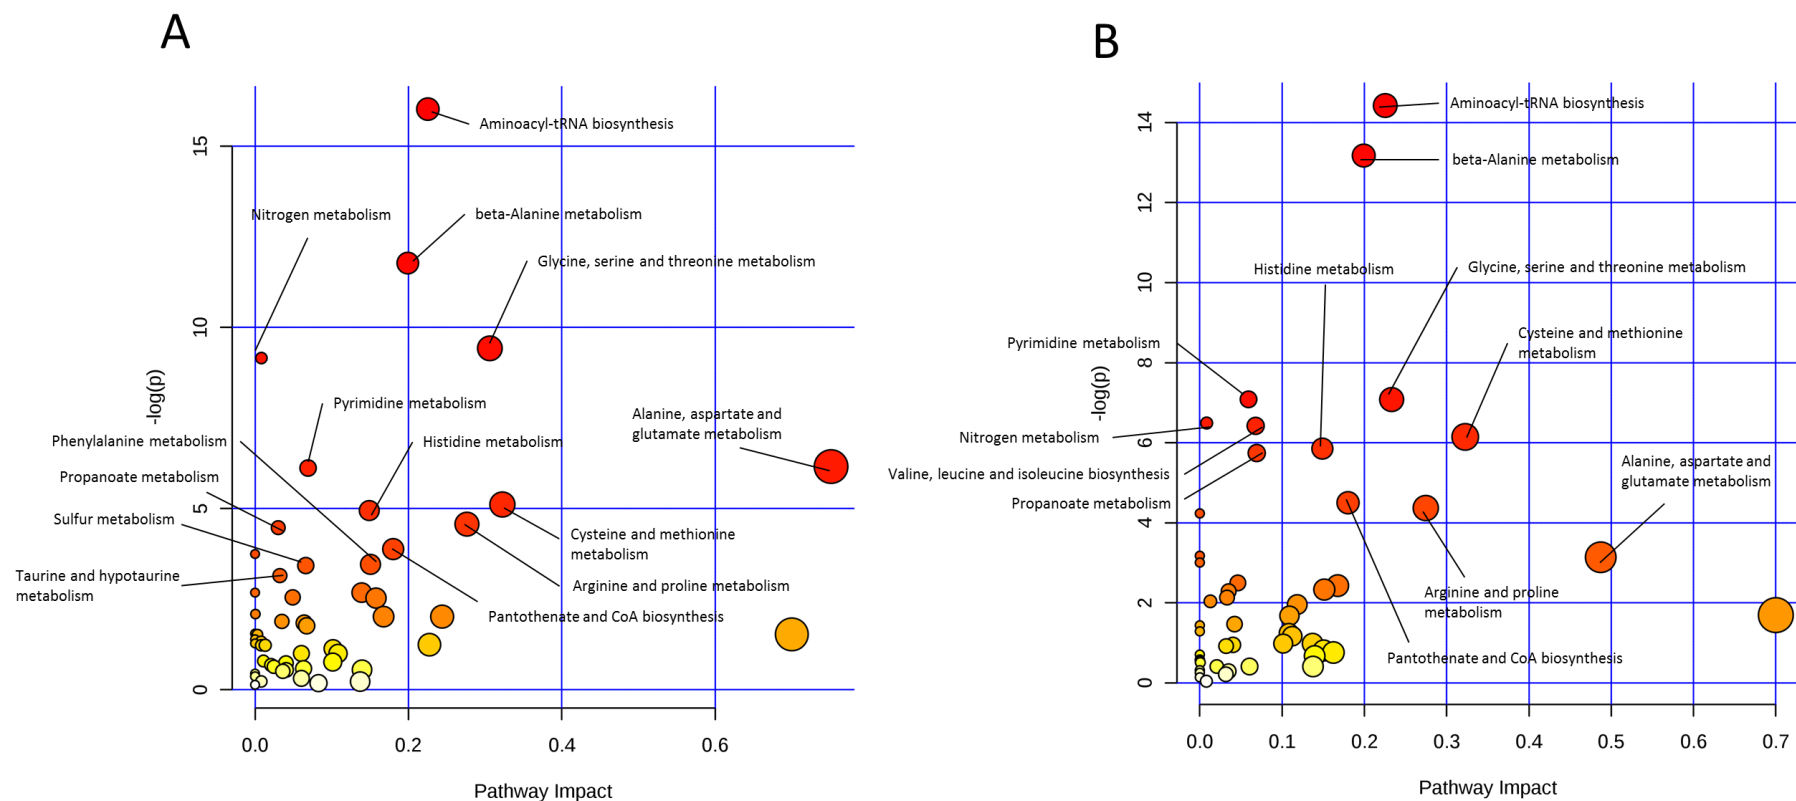 A
Aminoacyl-tRNA biosynthesis
15
Nitrogen metabolism
beta-Alanine metabolism
Glycine, serine and threonine metabolism
10
-log(p)
Pyrimidine metabolism
Alanine, aspartate and
glutamate metabolism
Phenylalanine metabolism
Histidine metabolism
Propanoate metabolism
5
Sulfur metabolism
Cysteine and methionine
metabolism
Taurine and hypotaurine
metabolism
Arginine and proline metabolism
Pantothenate and CoA biosynthesis
0
0.0 0.2 0.4 0.6
Pathway Impact
B
Aminoacyl-tRNA biosynthesis
14
beta-Alanine metabolism
12
Histidine metabolism
Glycine, serine and threonine metabolism
10
Cysteine and methionine
metabolism
Pyrimidine metabolism
8
-log(p)
Nitrogen metabolism
6
Valine, leucine and isoleucine biosynthesis
Alanine, aspartate and
glutamate metabolism
Propanoate metabolism
4
Arginine and proline
metabolism
2
Pantothenate and CoA biosynthesis
0
0.0 0.1 0.2 0.3 0.4 0.5 0.6 0.7
Pathway Impact